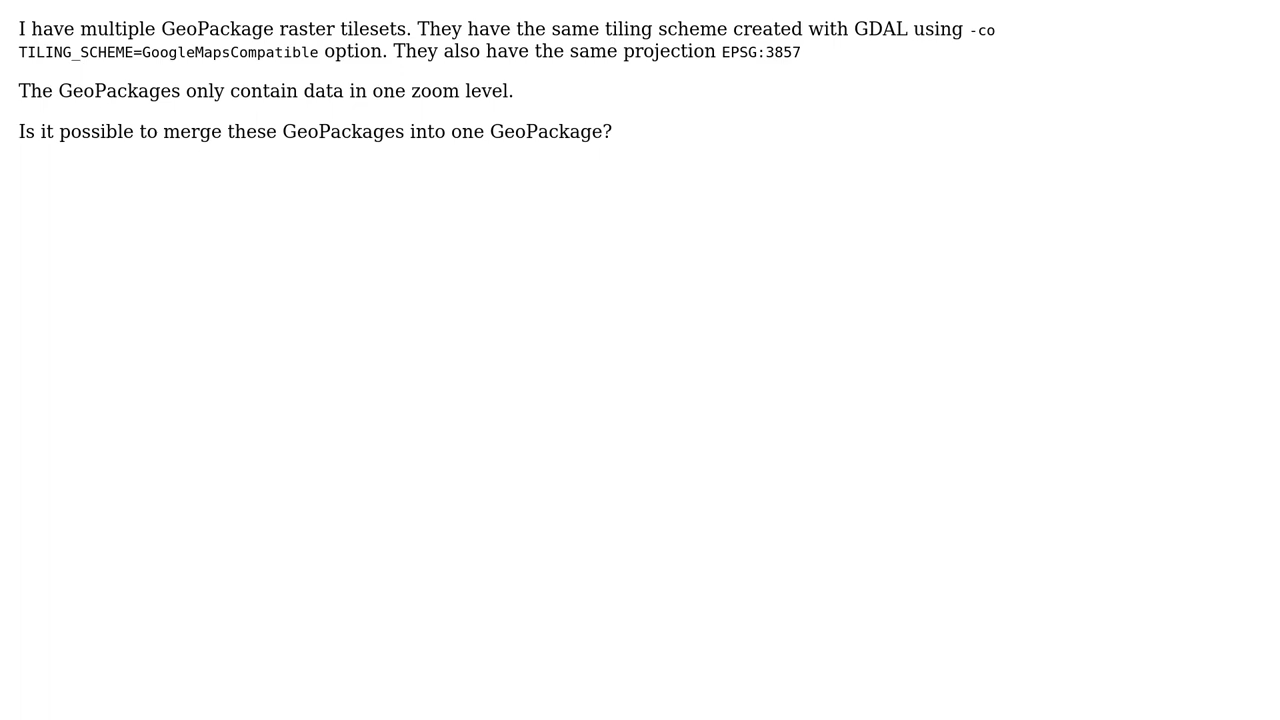 I have multiple GeoPackage raster tilesets. They have the same tiling scheme created with GDAL using -co
TILING_SCHEME=GoogleMapsCompatible option. They also have the same projection EPSG:3857
The GeoPackages only contain data in one zoom level.
Is it possible to merge these GeoPackages into one GeoPackage?